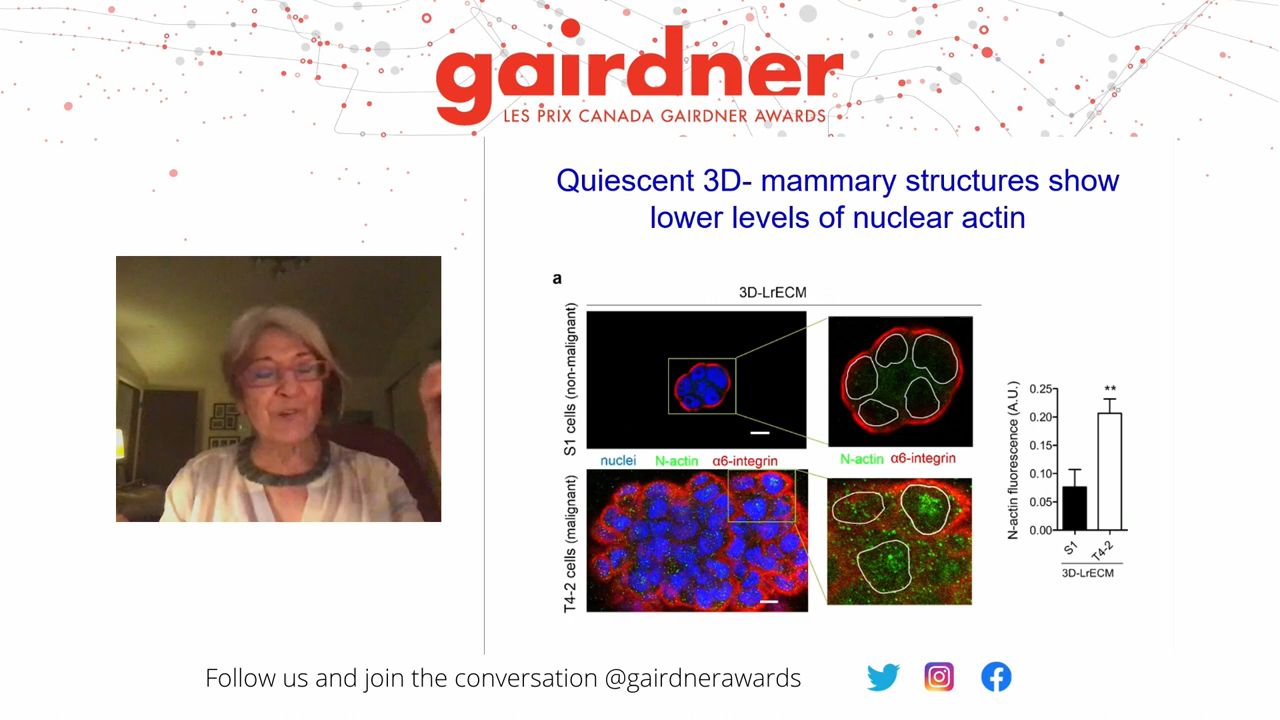 gairdner
LES PRIX CANADA GAIRDNER AWARDS
Quiescent 3D- mammary structures show
lower levels of nuclear actin
a
3D-LrECM
S1 cells (non-malignant)
nuclei N-actin α6-integrin
N-actin α6-integrin
T4-2 cells (malignant)
N-actin fluorescence (A.U.)
0.25
0.20
0.15
0.10
0.05
0.00
**
S1
T4-2
3D-LrECM
Follow us and join the conversation @gairdnerawards